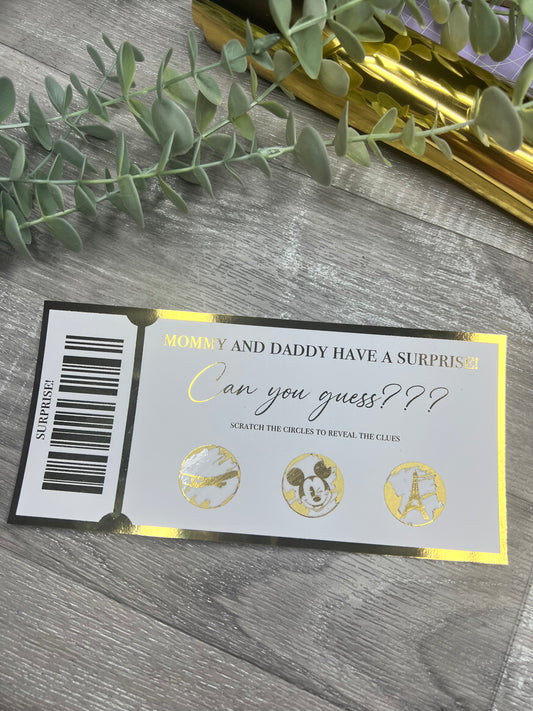 SURPRISE!
MOMMY AND DADDY HAVE A SURPRISE!
Can you guess???
SCRATCH THE CIRCLES TO REVEAL THE CLUES